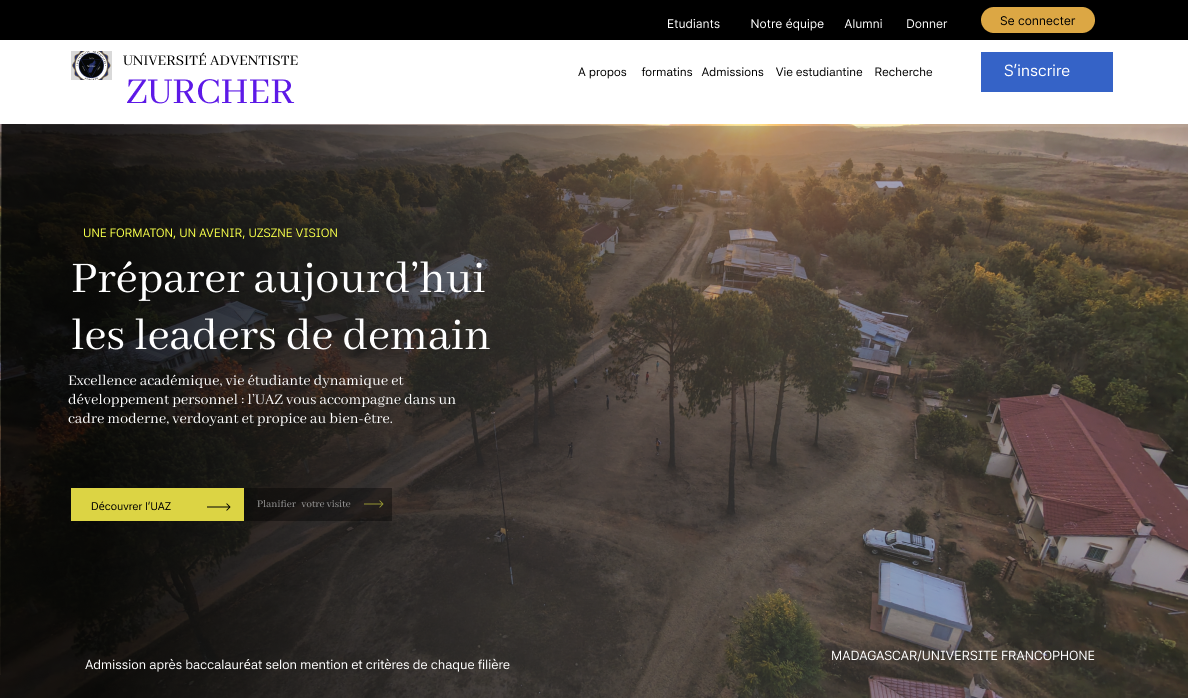 Etudiants Notre équipe Alumni Donner Se connecter
UNIVERSITÉ ADVENTISTE
ZURCHER
A propos formatins Admissions Vie estudiantine Recherche S'inscrire
UNE FORMATON, UN AVENIR, UZSZNE VISION
Préparer aujourd'hui
les leaders de demain
Excellence académique, vie étudiante dynamique et
développement personnel : l'UAZ vous accompagne dans un
cadre moderne, verdoyant et propice au bien-être.
Découvrer l'UAZ
Planifier votre visite
Admission après baccalauréat selon mention et critères de chaque filière
MADAGASCAR/UNIVERSITE FRANCOPHONE